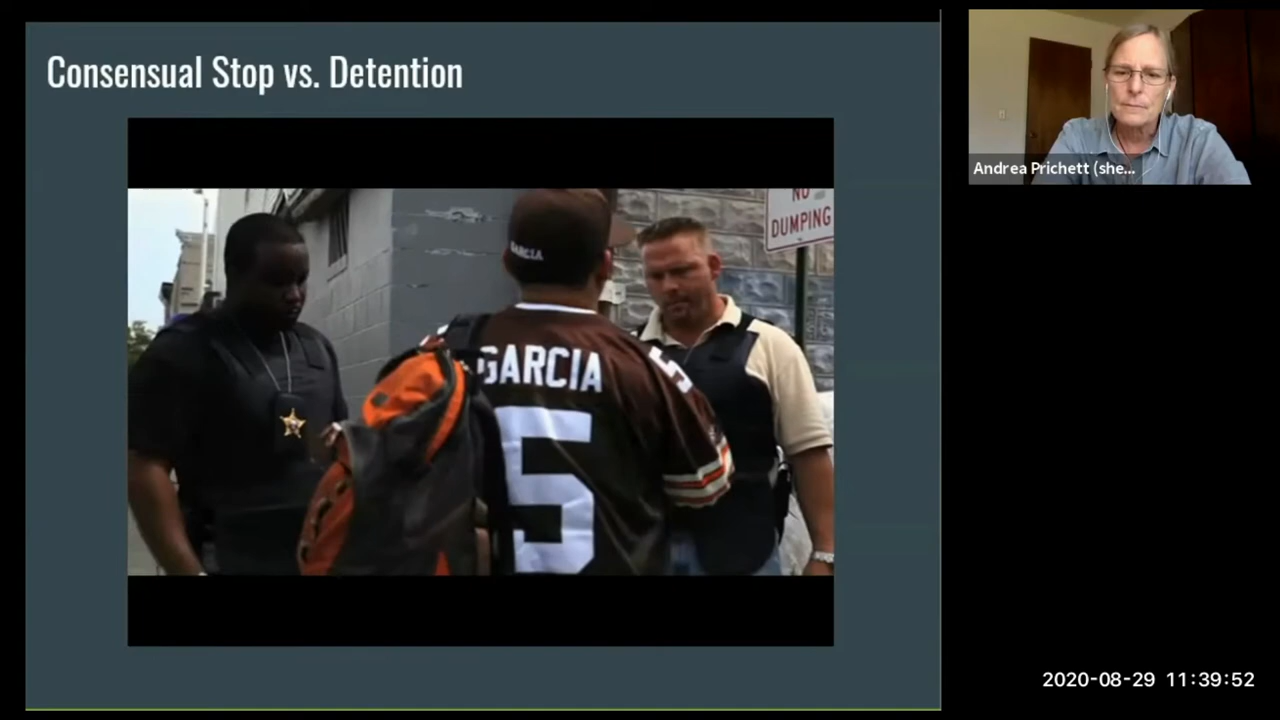 Consensual Stop vs. Detention
NO
DUMPING
GARCIA
GARCIA
5
5
Andrea Prichett (she...
2020-08-29 11:39:52